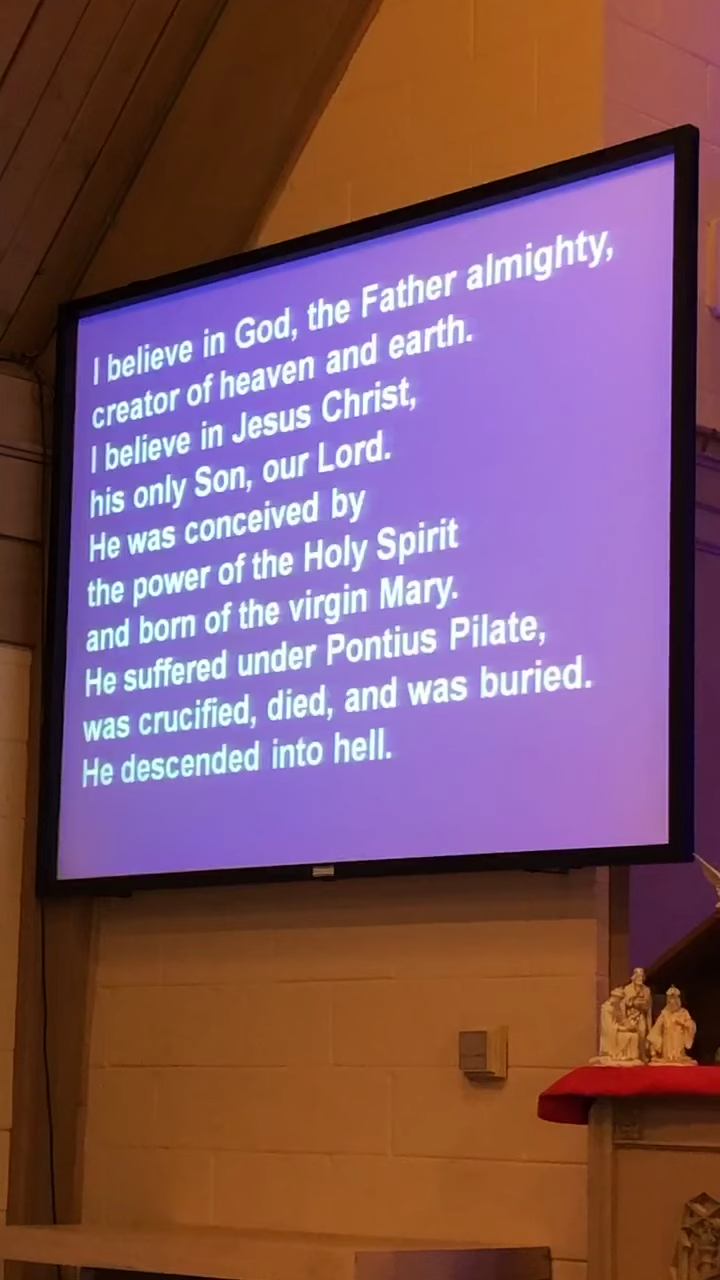 I believe in God, the Father almighty,
creator of heaven and earth.
I believe in Jesus Christ,
his only Son, our Lord.
He was conceived by
the power of the Holy Spirit
and born of the virgin Mary.
He suffered under Pontius Pilate,
was crucified, died, and was buried.
He descended into hell.